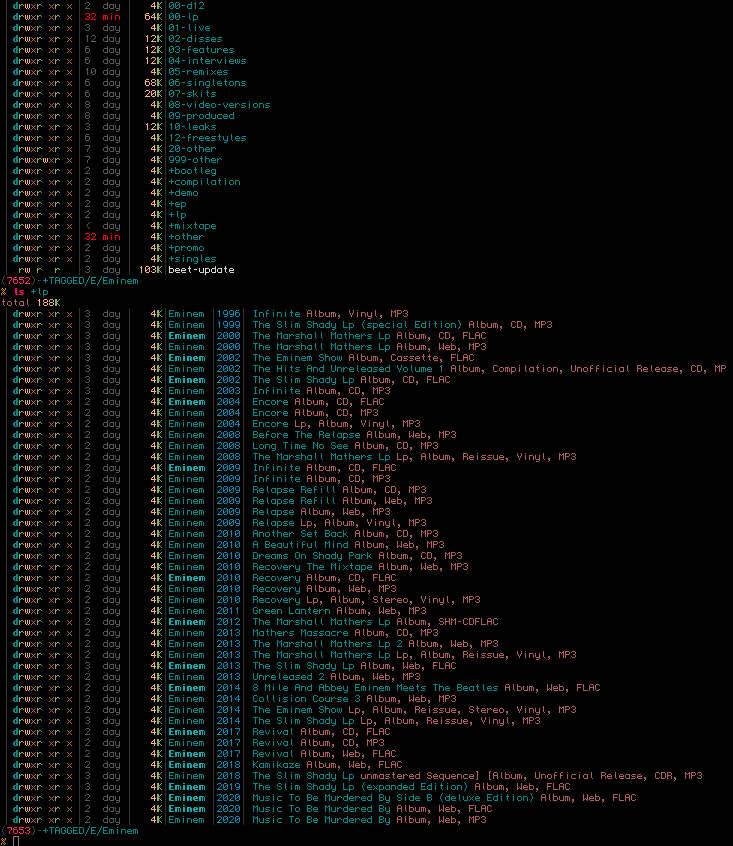 drwxr xr x 2 day 4K 00-d12
drwxr xr x 32 min 64K 00-lp
drwxr xr x 3 day 4K 01-live
drwxr xr x 12 day 12K 02-disses
drwxr xr x 6 day 12K 03-features
drwxr xr x 6 day 12K 04-interviews
drwxr xr x 10 day 4K 05-remixes
drwxr xr x 6 day 68K 06-singletons
drwxr xr x 6 day 20K 07-skits
drwxr xr x 8 day 4K 08-video-versions
drwxr xr x 8 day 4K 09-produced
drwxr xr x 3 day 12K 10-leaks
drwxr xr x 6 day 4K 12-freestyles
drwxr xr x 7 day 4K 20-other
drwxrwxr x 7 day 4K 999-other
drwxr xr x 2 day 4K +bootleg
drwxr xr x 2 day 4K +compilation
drwxr xr x 2 day 4K +demo
drwxr xr x 2 day 4K +ep
drwxr xr x 2 day 4K +lp
drwxr xr x < day 4K +mixtape
drwxr xr x 32 min 4K +other
drwxr xr x 2 day 4K +promo
drwxr xr x 2 day 4K +singles
rw r r 3 day 103K beet-update
(7652)-+TAGGED/E/Eminem
% ls +lp
total 188K
drwxr xr x 3 day 4K Eminem 1996 Infinite Album, Vinyl, MP3
drwxr xr x 3 day 4K Eminem 1999 The Slim Shady Lp (special Edition) Album, CD, MP3
drwxr xr x 3 day 4K Eminem 2000 The Marshall Mathers Lp Album, CD, FLAC
drwxr xr x 2 day 4K Eminem 2000 The Marshall Mathers Lp Album, Web, MP3
drwxr xr x 3 day 4K Eminem 2002 The Eminem Show Album, Cassette, FLAC
drwxr xr x 3 day 4K Eminem 2002 The Hits And Unreleased Volume 1 Album, Compilation, Unofficial Release, CD, MP
drwxr xr x 2 day 4K Eminem 2002 The Slim Shady Lp Album, CD, FLAC
drwxr xr x 3 day 4K Eminem 2003 Infinite Album, CD, MP3
drwxr xr x 2 day 4K Eminem 2004 Encore Album, CD, FLAC
drwxr xr x 2 day 4K Eminem 2004 Encore Album, CD, MP3
drwxr xr x 2 day 4K Eminem 2004 Encore Lp, Album, Vinyl, MP3
drwxr xr x 2 day 4K Eminem 2008 Before The Relapse Album, Web, MP3
drwxr xr x 2 day 4K Eminem 2008 Long Time No See Album, CD, MP3
drwxr xr x 2 day 4K Eminem 2008 The Marshall Mathers Lp Lp, Album, Reissue, Vinyl, MP3
drwxr xr x 2 day 4K Eminem 2009 Infinite Album, CD, FLAC
drwxr xr x 2 day 4K Eminem 2009 Infinite Album, CD, MP3
drwxr xr x 2 day 4K Eminem 2009 Relapse Refill Album, CD, MP3
drwxr xr x 2 day 4K Eminem 2009 Relapse Refill Album, Web, MP3
drwxr xr x 2 day 4K Eminem 2009 Relapse Album, Web, MP3
drwxr xr x 2 day 4K Eminem 2009 Relapse Lp, Album, Vinyl, MP3
drwxr xr x 2 day 4K Eminem 2010 Another Set Back Album, CD, MP3
drwxr xr x 2 day 4K Eminem 2010 A Beautiful Mind Album, Web, MP3
drwxr xr x 2 day 4K Eminem 2010 Dreams On Shady Park Album, CD, MP3
drwxr xr x 2 day 4K Eminem 2010 Recovery The Mixtape Album, Web, MP3
drwxr xr x 2 day 4K Eminem 2010 Recovery Album, CD, FLAC
drwxr xr x 2 day 4K Eminem 2010 Recovery Album, Web, MP3
drwxr xr x 2 day 4K Eminem 2010 Recovery Lp, Album, Stereo, Vinyl, MP3
drwxr xr x 2 day 4K Eminem 2011 Green Lantern Album, Web, MP3
drwxr xr x 2 day 4K Eminem 2012 The Marshall Mathers Lp Album, SHM-CDFLAC
drwxr xr x 2 day 4K Eminem 2013 Mathers Massacre Album, CD, MP3
drwxr xr x 2 day 4K Eminem 2013 The Marshall Mathers Lp 2 Album, Web, MP3
drwxr xr x 2 day 4K Eminem 2013 The Marshall Mathers Lp Lp, Album, Reissue, Vinyl, MP3
drwxr xr x 3 day 4K Eminem 2013 The Slim Shady Lp Album, Web, FLAC
drwxr xr x 2 day 4K Eminem 2013 Unreleased 2 Album, Web, MP3
drwxr xr x 2 day 4K Eminem 2014 8 Mile And Abbey Eminem Meets The Beatles Album, Web, FLAC
drwxr xr x 2 day 4K Eminem 2014 Collision Course 3 Album, Web, MP3
drwxr xr x 2 day 4K Eminem 2014 The Eminem Show Lp, Album, Reissue, Stereo, Vinyl, MP3
drwxr xr x 3 day 4K Eminem 2014 The Slim Shady Lp Lp, Album, Reissue, Vinyl, MP3
drwxr xr x 2 day 4K Eminem 2017 Revival Album, CD, FLAC
drwxr xr x 2 day 4K Eminem 2017 Revival Album, CD, MP3
drwxr xr x 2 day 4K Eminem 2017 Revival Album, Web, FLAC
drwxr xr x 2 day 4K Eminem 2018 Kamikaze Album, Web, FLAC
drwxr xr x 3 day 4K Eminem 2018 The Slim Shady Lp unmastered Sequence] [Album, Unofficial Release, CDR, MP3
drwxr xr x 3 day 4K Eminem 2019 The Slim Shady Lp (expanded Edition) Album, Web, FLAC
drwxr xr x 2 day 4K Eminem 2020 Music To Be Murdered By Side B (deluxe Edition) Album, Web, FLAC
drwxr xr x 2 day 4K Eminem 2020 Music To Be Murdered By Album, Web, FLAC
drwxr xr x 2 day 4K Eminem 2020 Music To Be Murdered By Album, Web, MP3
(7653)-+TAGGED/E/Eminem
%